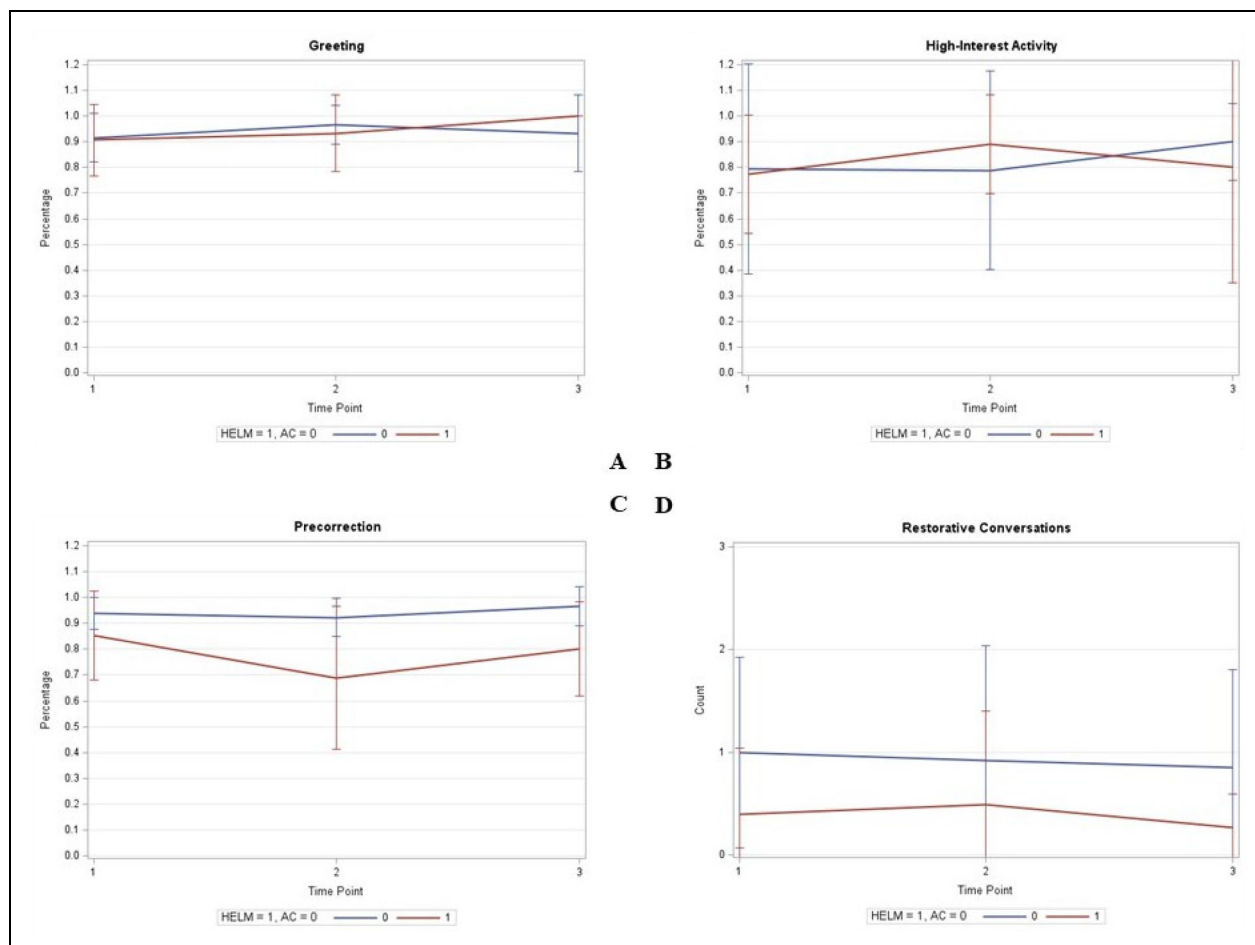 Greeting
1.2
1.1
1.0
0.9
0.8
0.7
0.6
0.5
0.4
0.3
0.2
0.1
0.0
Percentage
1 2 3
Time Point
HELM = 1, AC = 0 0 1
High-Interest Activity
1.2
1.1
1.0
0.9
0.8
0.7
0.6
0.5
0.4
0.3
0.2
0.1
0.0
Percentage
1 2 3
Time Point
HELM = 1, AC = 0 0 1
A B
C D
Precorrection
1.2
1.1
1.0
0.9
0.8
0.7
0.6
0.5
0.4
0.3
0.2
0.1
0.0
Percentage
1 2 3
Time Point
HELM = 1, AC = 0 0 1
Restorative Conversations
3
2
1
0
Count
1 2 3
Time Point
HELM = 1, AC = 0 0 1